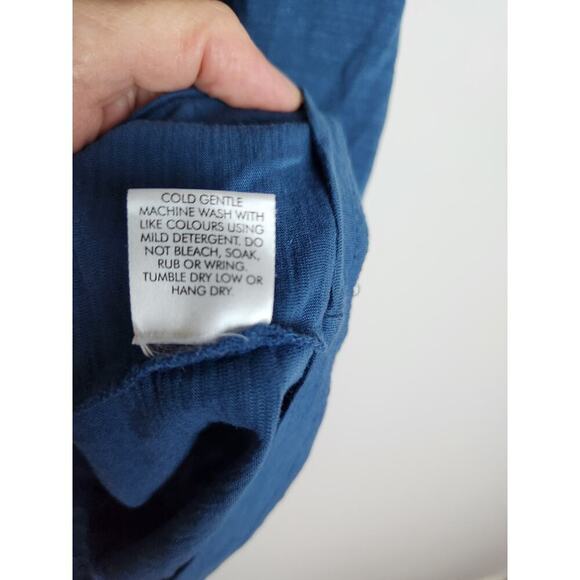 COLD GENTLE
MACHINE WASH WITH
LIKE COLOURS USING
MILD DETERGENT. DO
NOT BLEACH, SOAK,
RUB OR WRING.
TUMBLE DRY LOW OR
HANG DRY.